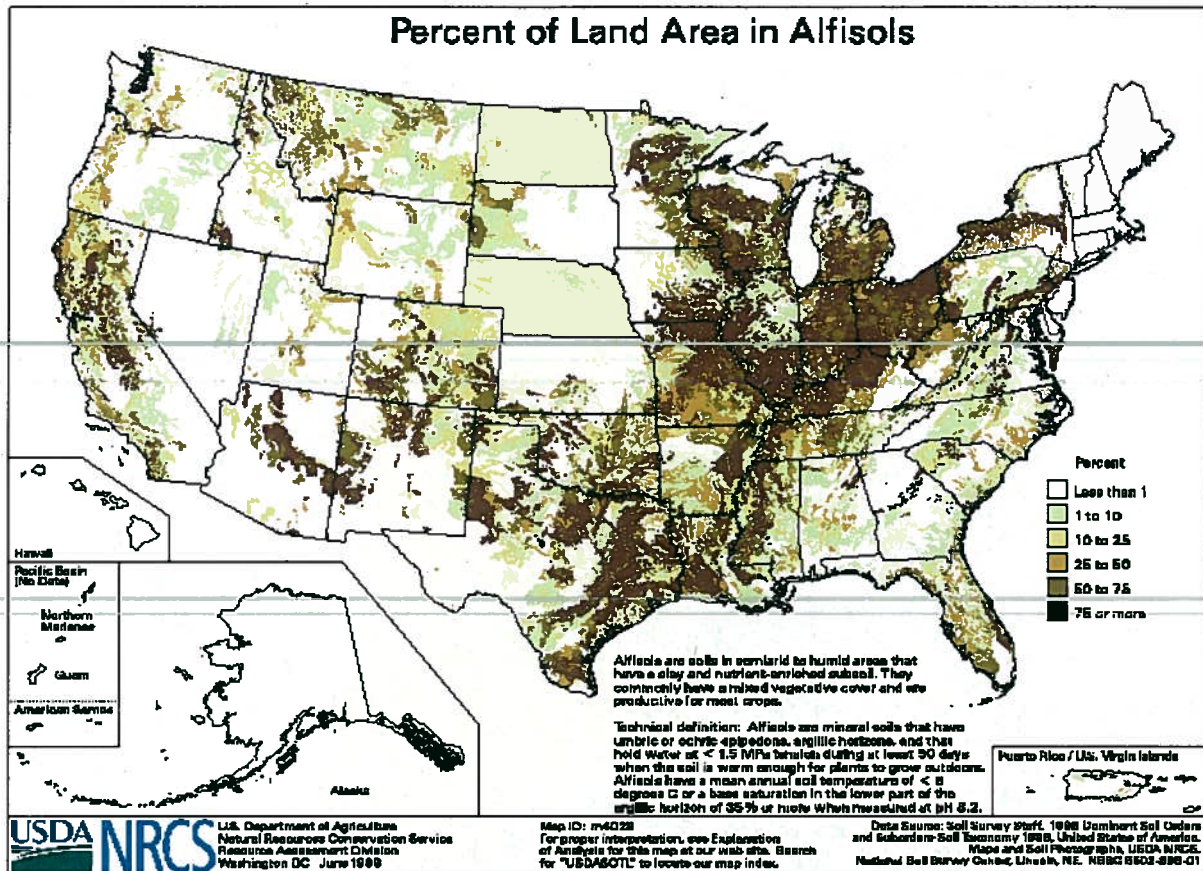 Percent of Land Area in Alfisols
Percent
Less than 1
1 to 10
10 to 25
25 to 50
50 to 75
75 or more
Hawaii
Pacific Basin
(No Data)
Northern
Marianas
Guam
American Samoa
Alaska
Alfisols are soils in semiarid to humid areas that
have a clay and nutrient-enriched subsoil. They
commonly have a mixed vegetative cover and are
productive for most crops.
Technical definition: Alfisols are mineral soils that have
umbric or ochric epipedons, argillic horizons, and that
hold water at < 1.5 MPa tension during at least 90 days
when the soil is warm enough for plants to grow outdoors.
Alfisols have a mean annual soil temperature of < 8
degrees C or a base saturation in the lower part of the
argillic horizon of 35% or more when measured at pH 8.2.
Puerto Rico / U.S. Virgin Islands
USDA
NRCS
U.S. Department of Agriculture
Natural Resources Conservation Service
Resource Assessment Division
Washington DC June 1999
Map ID: m4028
For proper interpretation, see Explanation
of Analysis for this map at our web site. Search
for "USDASOTL" to locate our map index.
Data Source: Soil Survey Staff. 1998 Dominant Soil Orders
and Suborders-Soil Taxonomy 1998, United States of America.
Maps and Soil Photographs, USDA NRCS.
National Soil Survey Center, Lincoln, NE.